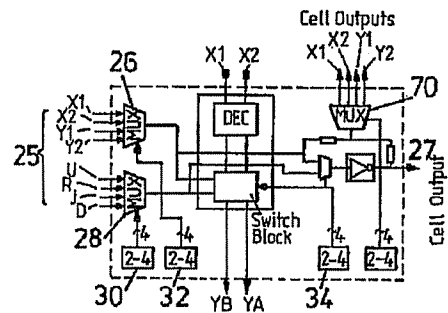 Cell Outputs
X1 X2 Y1 Y2
X1 X2
26
MUX
70
X1
X2
Y1
Y2
MUX
DEC
27
Cell Output
25
U
R
J
D
MUX
28
Switch Block
4 4 4 4
2-4 2-4 2-4 2-4
30 32 YB YA 34